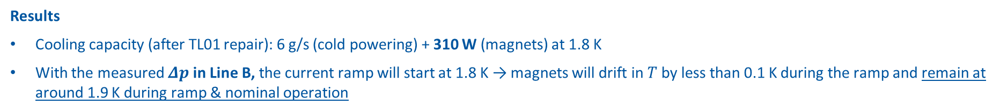 Results
• Cooling capacity (after TL01 repair): 6 g/s (cold powering) + 310 W (magnets) at 1.8 K
• With the measured Δp in Line B, the current ramp will start at 1.8 K → magnets will drift in T by less than 0.1 K during the ramp and remain at
around 1.9 K during ramp & nominal operation